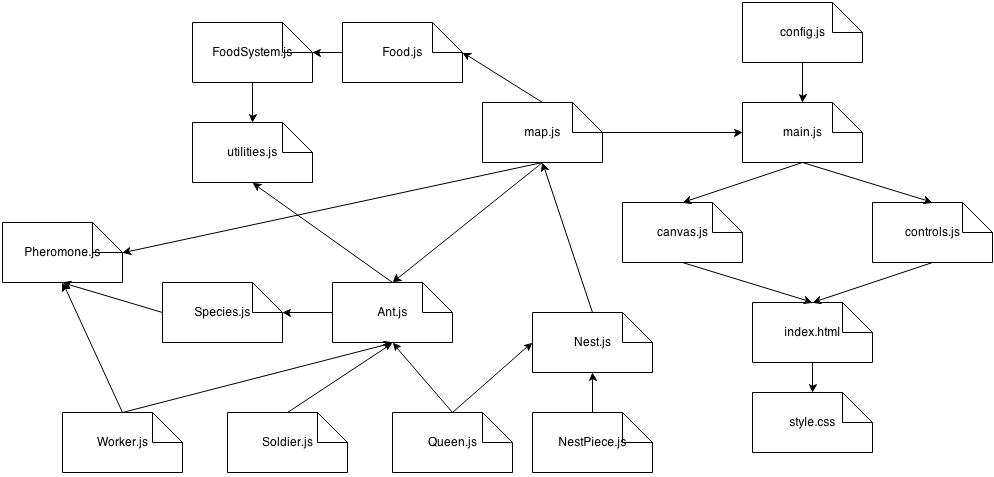 config.js
FoodSystem.js
Food.js
map.js
main.js
utilities.js
canvas.js
controls.js
Pheromone.js
Species.js
Ant.js
Nest.js
index.html
Worker.js
Soldier.js
Queen.js
NestPiece.js
style.css